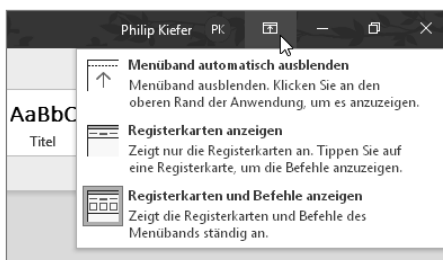 Philip Kiefer PK
Menüband automatisch ausblenden
Menüband ausblenden. Klicken Sie an den
oberen Rand der Anwendung, um es anzuzeigen.
AaBbC
Titel
Registerkarten anzeigen
Zeigt nur die Registerkarten an. Tippen Sie auf
eine Registerkarte, um die Befehle anzuzeigen.
Registerkarten und Befehle anzeigen
Zeigt die Registerkarten und Befehle des
Menübands ständig an.